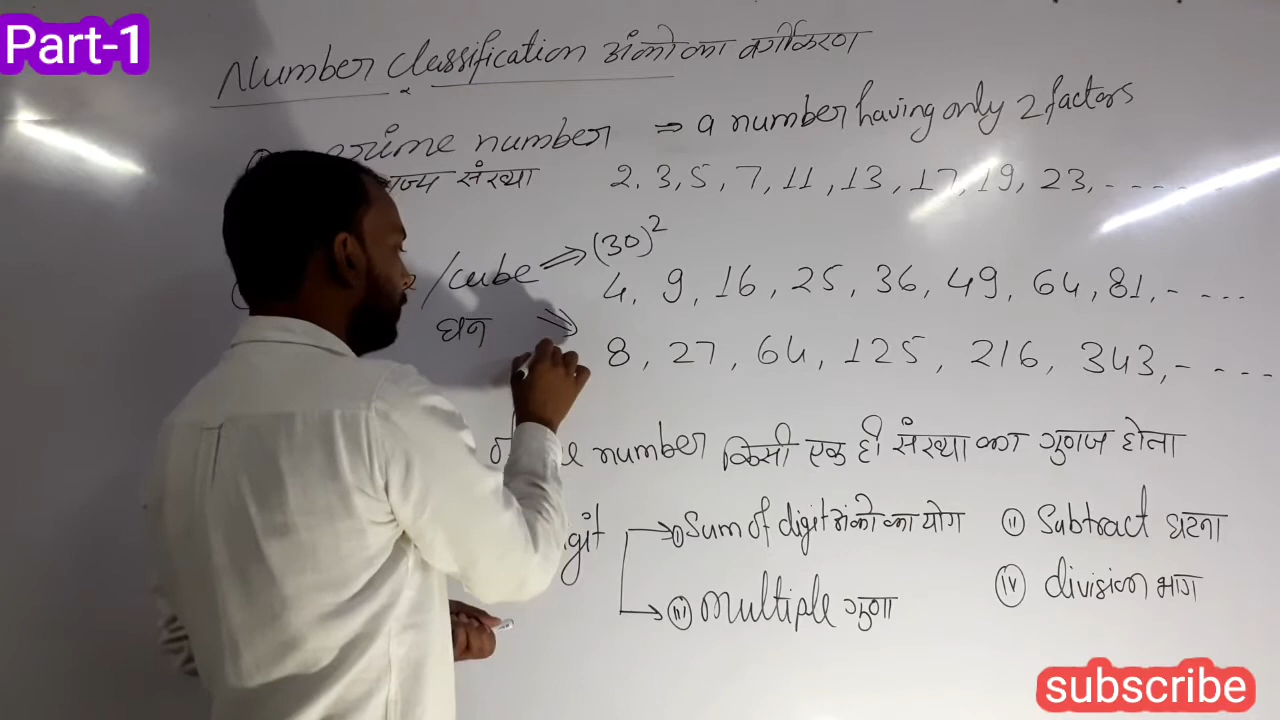 Part-1
Number classification अंको का वर्गीकरण
prime number ⇒ a number having only 2 factors
संख्या 2, 3, 5, 7, 11, 13, 17, 19, 23, - - - - -
/cube ⇒ (30)²
4, 9, 16, 25, 36, 49, 64, 81, - - - -
घन ⇒
8, 27, 64, 125, 216, 343, - - - - -
number किसी एक ही संख्या का गुणज होना
(i) Sum of digit अंको का योग (ii) Subtract घटना
(iii) multiple गुणा (iv) division भाग
subscribe